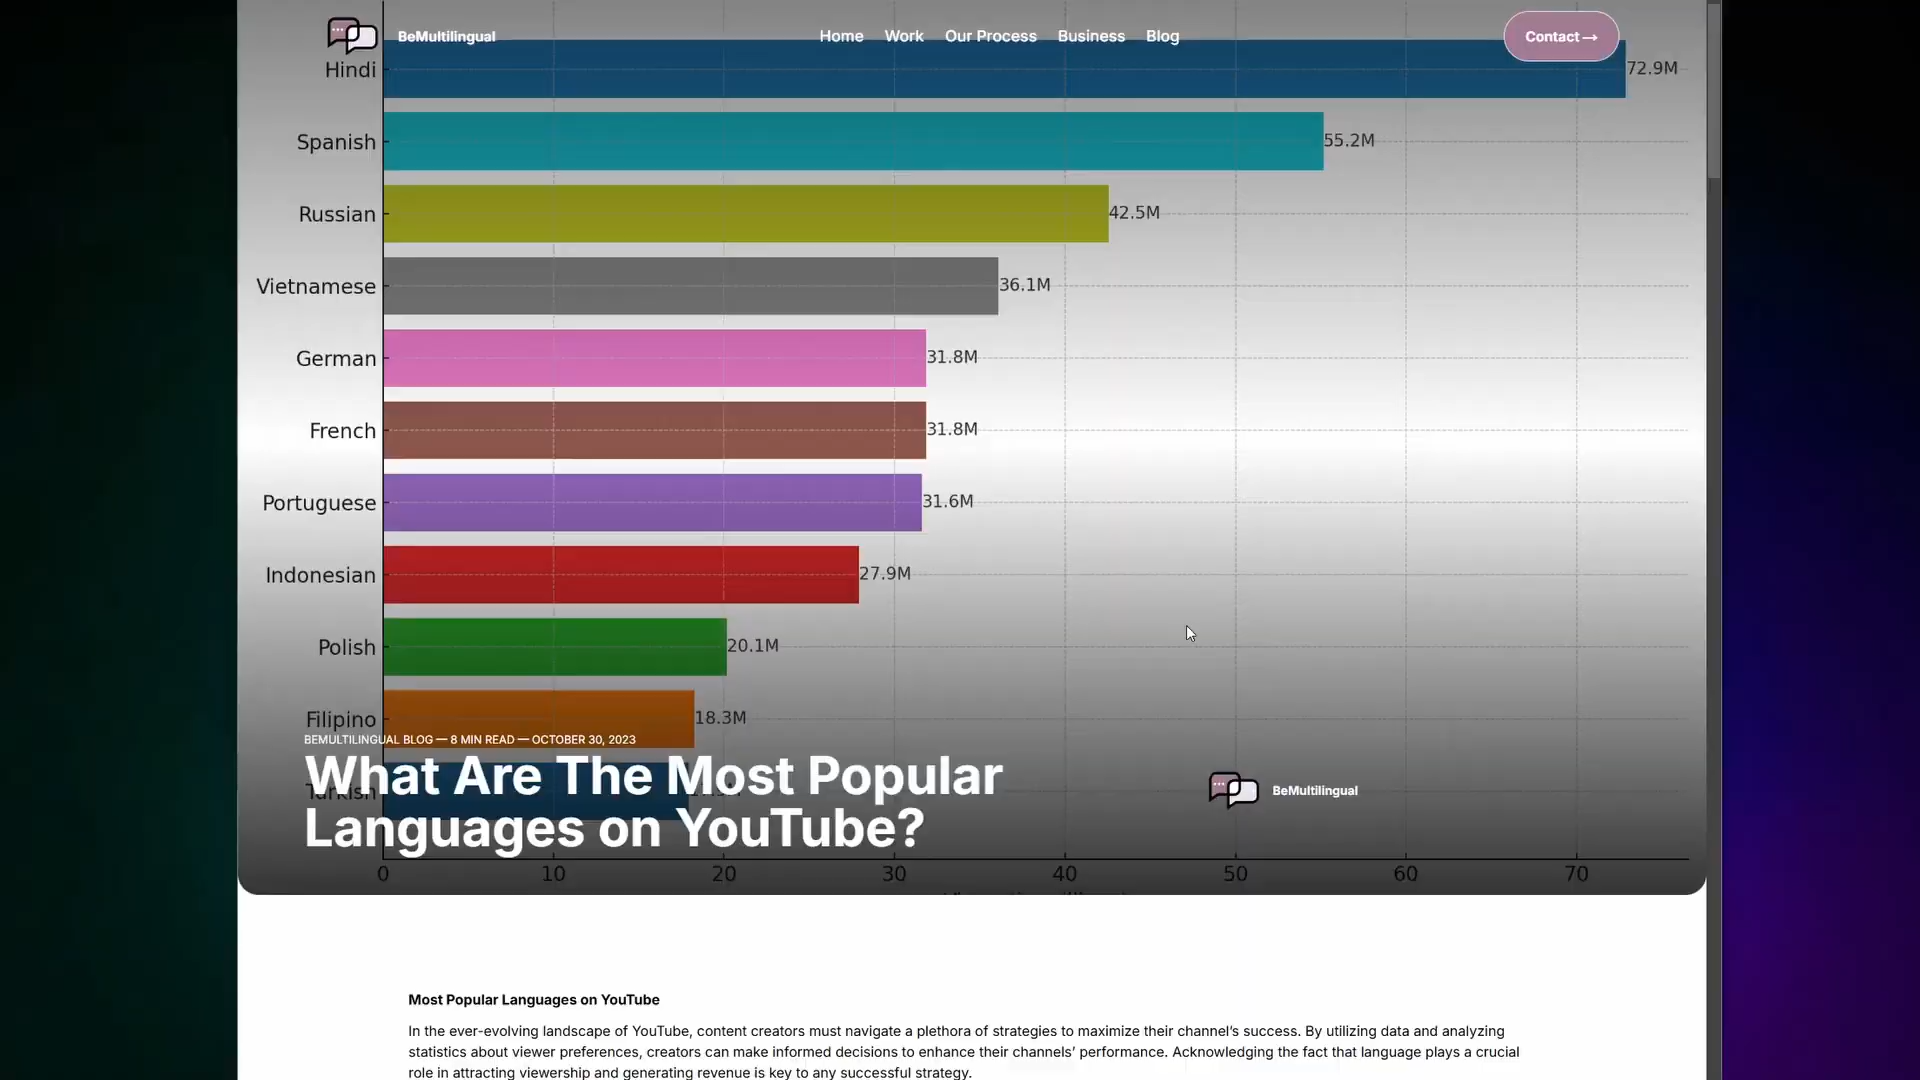 BeMultilingual
Home Work Our Process Business Blog
Contact →
Hindi 72.9M
Spanish 55.2M
Russian 42.5M
Vietnamese 36.1M
German 31.8M
French 31.8M
Portuguese 31.6M
Indonesian 27.9M
Polish 20.1M
Filipino 18.3M
Turkish
BEMULTILINGUAL BLOG — 8 MIN READ — OCTOBER 30, 2023
What Are The Most Popular
Languages on YouTube?
BeMultilingual
0 10 20 30 40 50 60 70
Most Popular Languages on YouTube
In the ever-evolving landscape of YouTube, content creators must navigate a plethora of strategies to maximize their channel’s success. By utilizing data and analyzing
statistics about viewer preferences, creators can make informed decisions to enhance their channels’ performance. Acknowledging the fact that language plays a crucial
role in attracting viewership and generating revenue is key to any successful strategy.